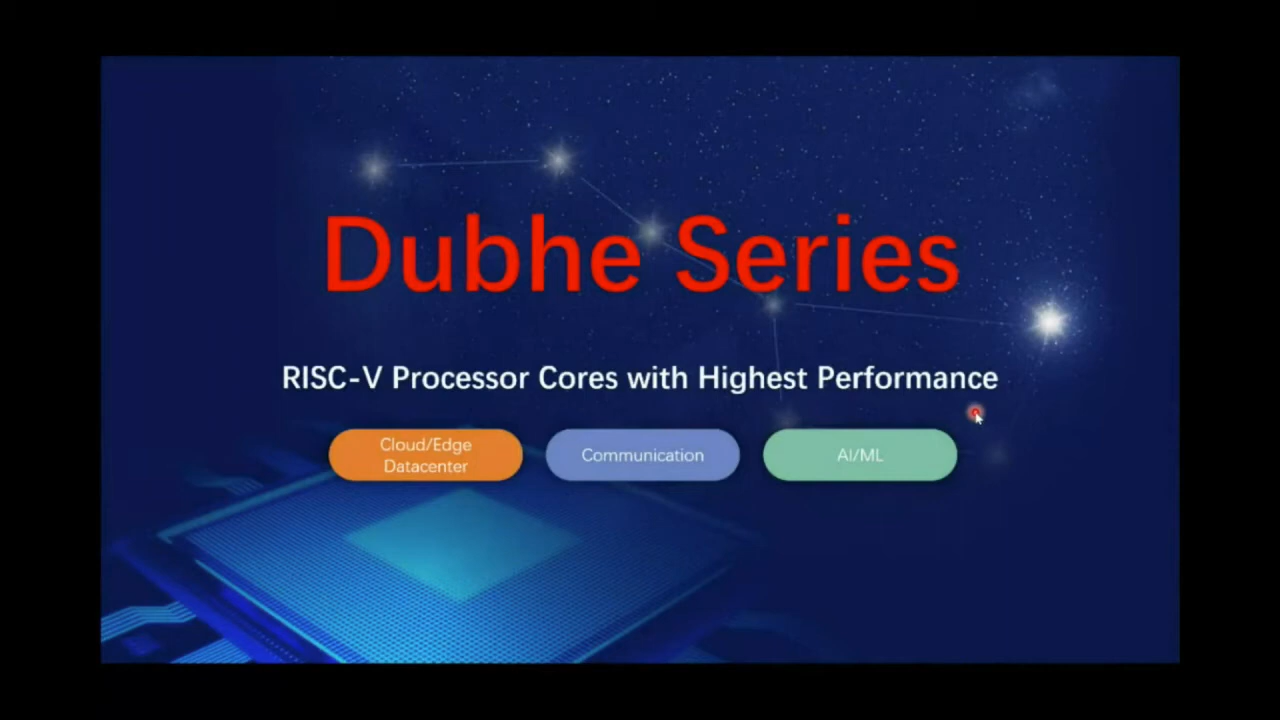 Dubhe Series
RISC-V Processor Cores with Highest Performance
Cloud/Edge
Datacenter
Communication
AI/ML